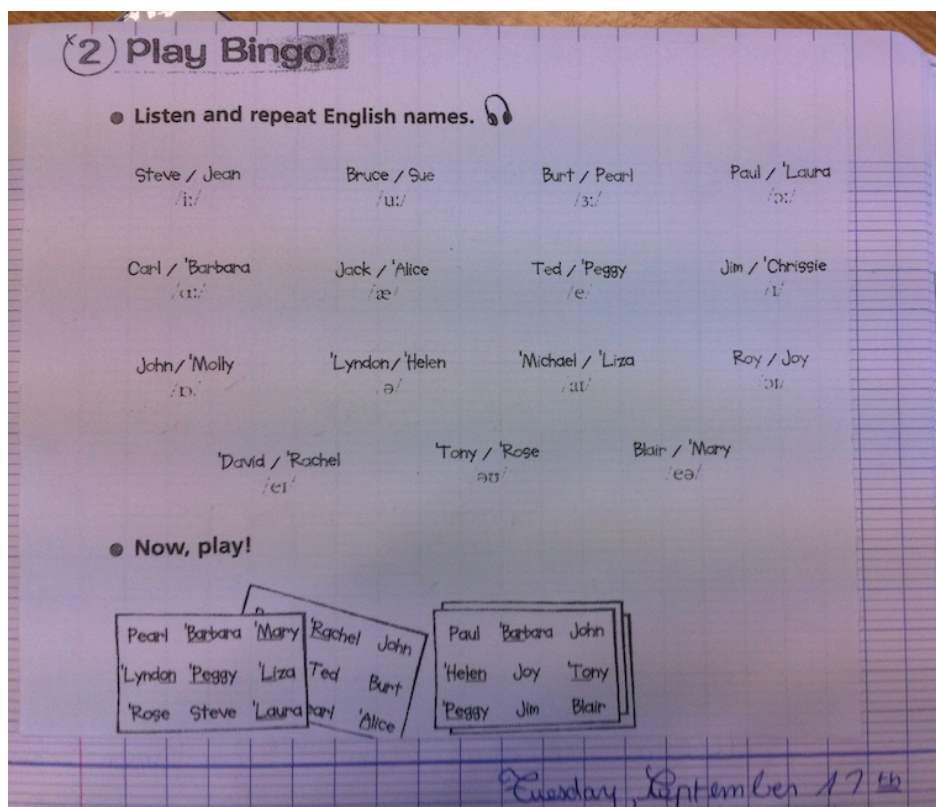 2 Play Bingo!
Listen and repeat English names.
Steve / Jean Bruce / Sue Burt / Pearl Paul / 'Laura
/iː/ /uː/ /ɜː/ /ɔː/
Carl / 'Barbara Jack / 'Alice Ted / 'Peggy Jim / 'Chrissie
/ɑː/ /æ/ /e/ /ɪ/
John / 'Molly 'Lyndon / 'Helen 'Michael / 'Liza Roy / Joy
/ɒ/ /ə/ /aɪ/ /ɔɪ/
'David / 'Rachel 'Tony / 'Rose Blair / 'Mary
/eɪ/ əʊ/ /eə/
Now, play!
Pearl 'Barbara 'Mary
'Lyndon 'Peggy 'Liza
'Rose Steve 'Laura
'Rachel John
Ted Burt
arl 'Alice
Paul 'Barbara John
'Helen Joy 'Tony
'Peggy Jim Blair
Tuesday, September 17th